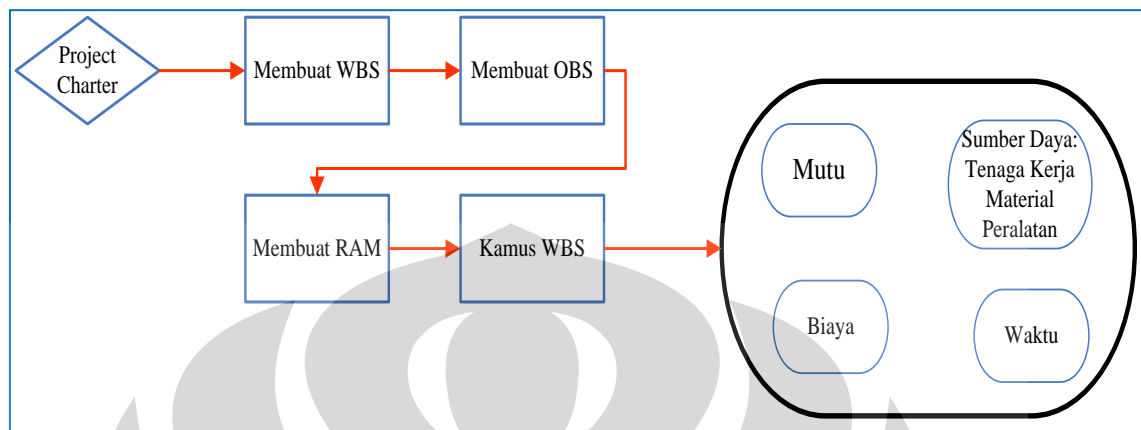 Project
Charter
Membuat WBS
Membuat OBS
Membuat RAM
Kamus WBS
Mutu
Sumber Daya:
Tenaga Kerja
Material
Peralatan
Biaya
Waktu